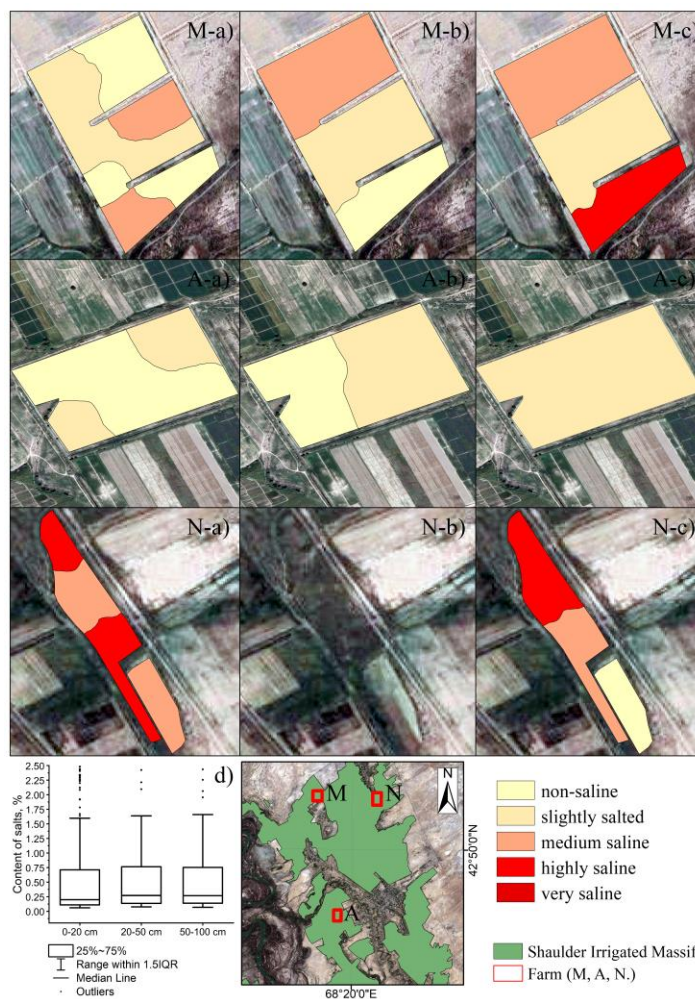 M-a)
M-b)
M-c
A-a)
A-b)
A-c)
N-a)
N-b)
N-c)
d)
Content of salts, %
2.50
2.25
2.00
1.75
1.50
1.25
1.00
0.75
0.50
0.25
0.00
0-20 cm
20-50 cm
50-100 cm
25%~75%
Range within 1.5IQR
Median Line
Outliers
M
N
A
N
42°50'0"N
68°20'0"E
non-saline
slightly salted
medium saline
highly saline
very saline
Shaulder Irrigated Massif
Farm (M, A, N.)